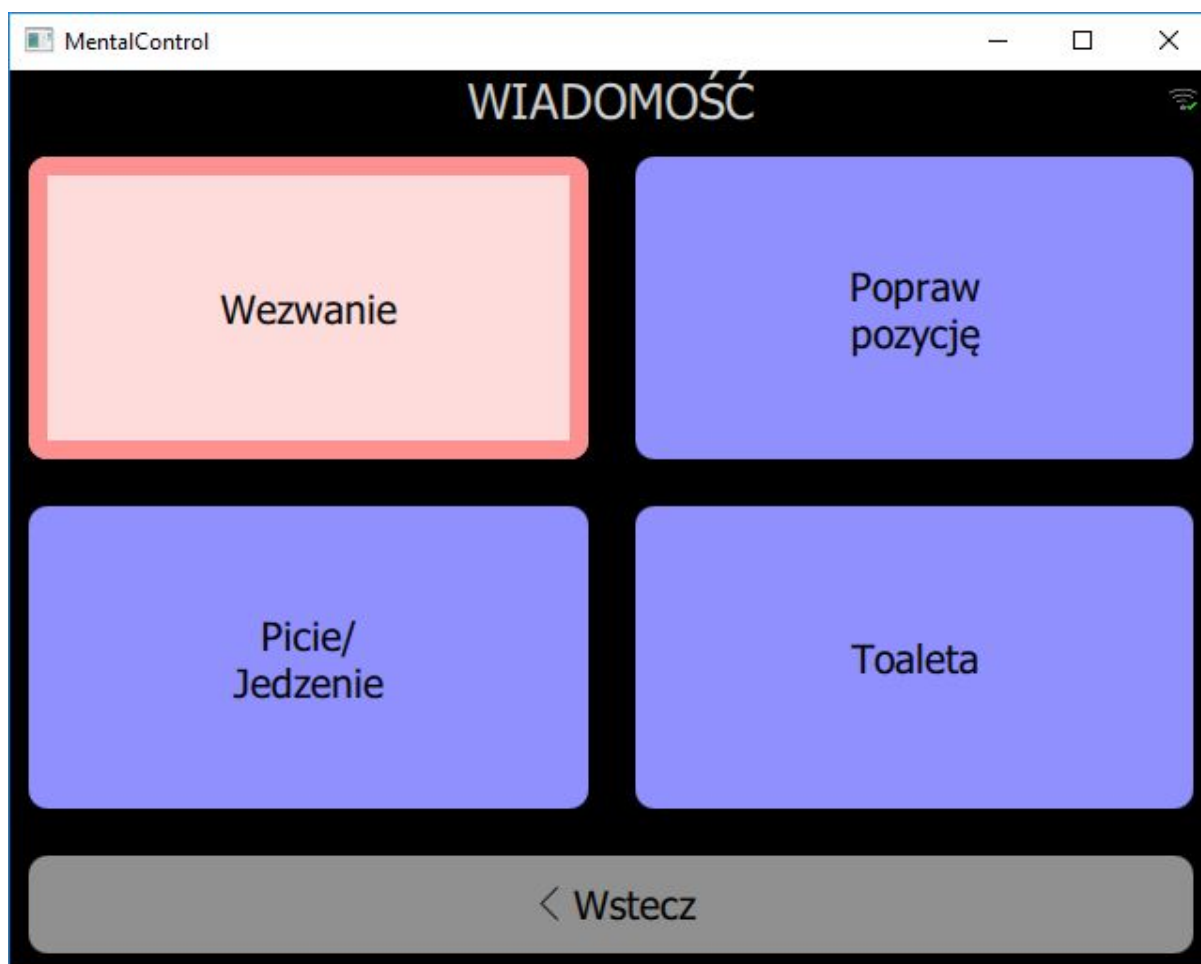 MentalControl
WIADOMOŚĆ
Wezwanie
Popraw
pozycję
Picie/
Jedzenie
Toaleta
< Wstecz